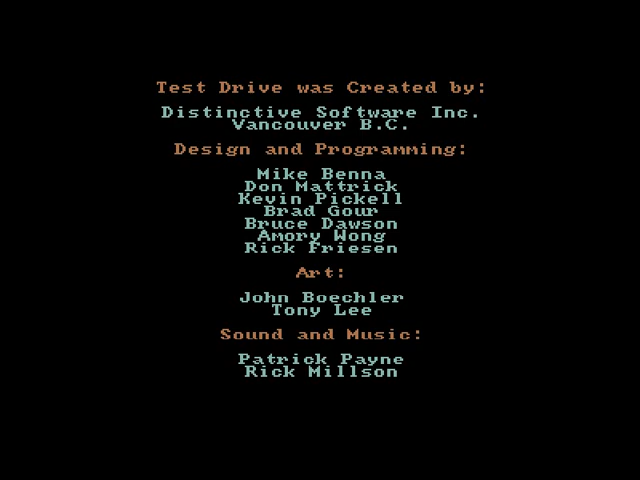 Test Drive was Created by:
Distinctive Software Inc.
Vancouver B.C.
Design and Programming:
Mike Benna
Don Mattrick
Kevin Pickell
Brad Gour
Bruce Dawson
Amory Wong
Rick Friesen
Art:
John Boechler
Tony Lee
Sound and Music:
Patrick Payne
Rick Millson